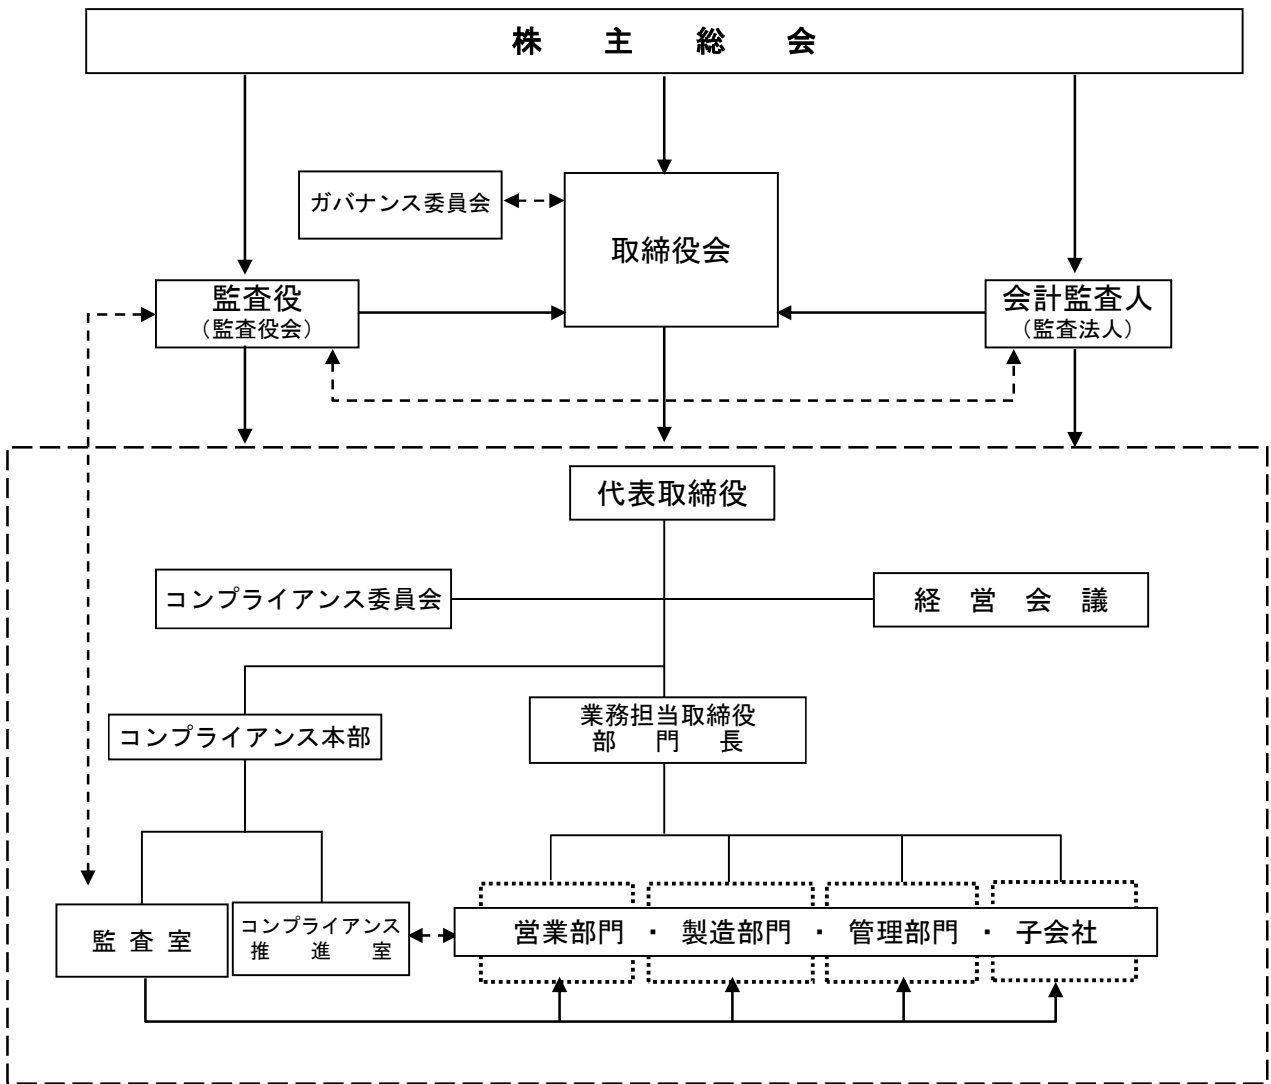 株 主 総 会
ガバナンス委員会
取締役会
監査役
（監査役会）
会計監査人
（監査法人）
代表取締役
コンプライアンス委員会
経 営 会 議
コンプライアンス本部
業務担当取締役
部 門 長
監 査 室
コンプライアンス
推 進 室
営業部門 ・ 製造部門 ・ 管理部門 ・ 子会社